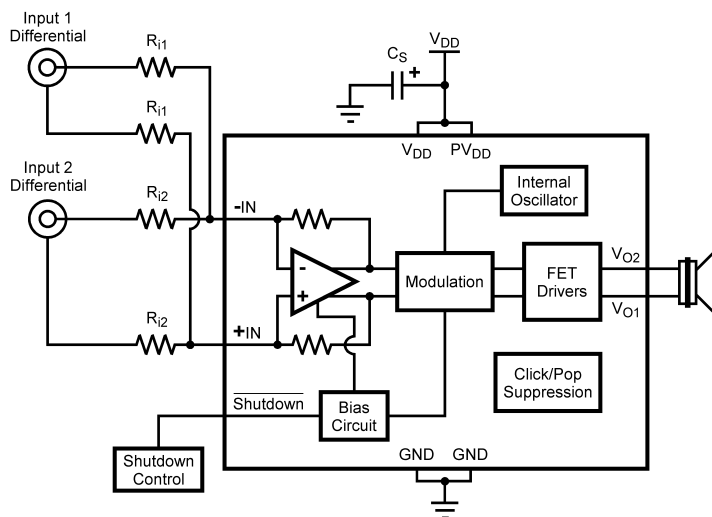 Input 1
Differential
Ri1
Ri1
CS
+
VDD
VDD PVDD
Input 2
Differential
Ri2
-IN
Internal
Oscillator
-
+
Modulation
FET
Drivers
VO2
VO1
Ri2
+IN
Click/Pop
Suppression
Shutdown
Bias
Circuit
Shutdown
Control
GND GND